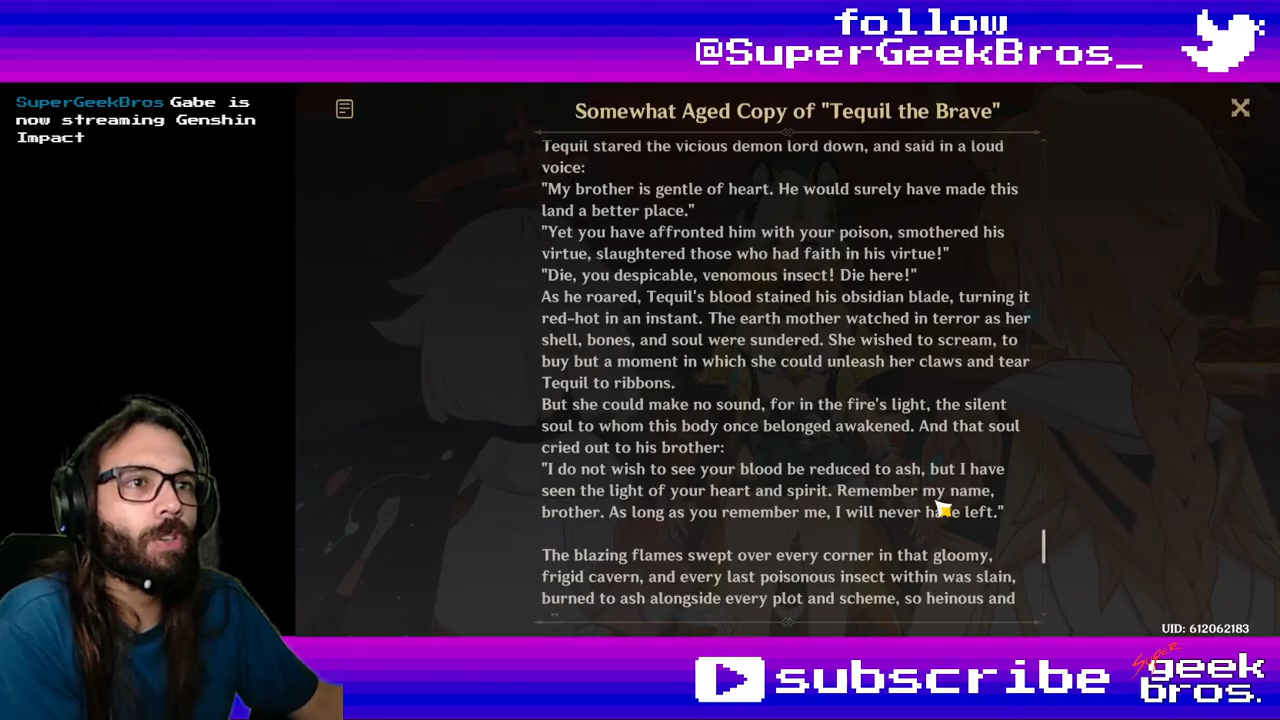 follow
@SuperGeekBros_
SuperGeekBros Gabe is
now streaming Genshin
Impact
Somewhat Aged Copy of "Tequil the Brave"
Tequil stared the vicious demon lord down, and said in a loud
voice:
"My brother is gentle of heart. He would surely have made this
land a better place."
"Yet you have affronted him with your poison, smothered his
virtue, slaughtered those who had faith in his virtue!"
"Die, you despicable, venomous insect! Die here!"
As he roared, Tequil's blood stained his obsidian blade, turning it
red-hot in an instant. The earth mother watched in terror as her
shell, bones, and soul were sundered. She wished to scream, to
buy but a moment in which she could unleash her claws and tear
Tequil to ribbons.
But she could make no sound, for in the fire's light, the silent
soul to whom this body once belonged awakened. And that soul
cried out to his brother:
"I do not wish to see your blood be reduced to ash, but I have
seen the light of your heart and spirit. Remember my name,
brother. As long as you remember me, I will never have left."
The blazing flames swept over every corner in that gloomy,
frigid cavern, and every last poisonous insect within was slain,
burned to ash alongside every plot and scheme, so heinous and
UID: 612062183
subscribe
Super
geek
bros.